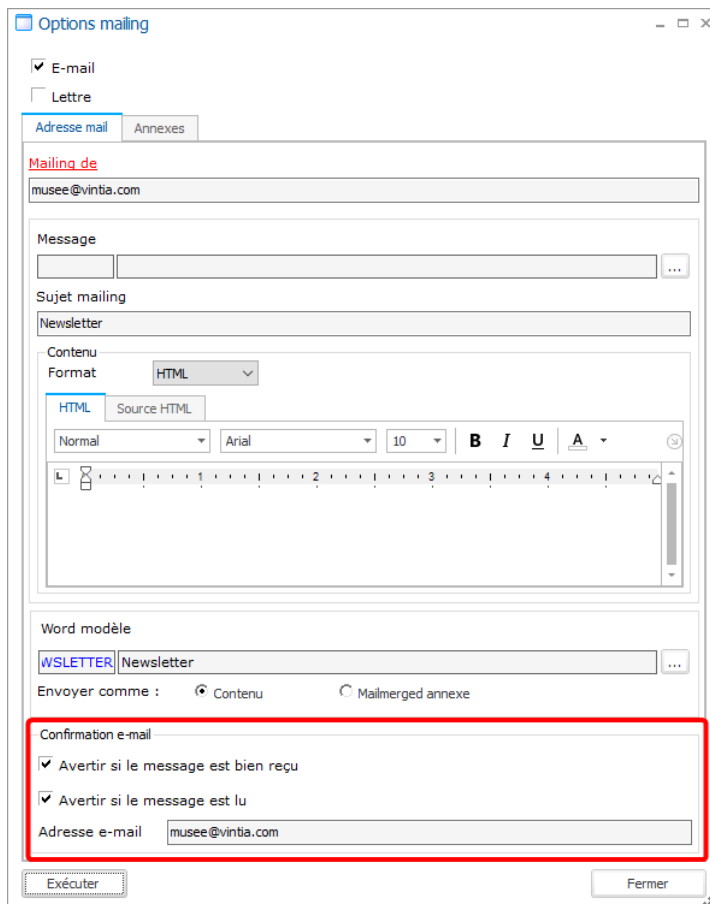 Options mailing
E-mail
Lettre
Adresse mail Annexes
Mailing de
musee@vintia.com
Message
...
Sujet mailing
Newsletter
Contenu
Format HTML
HTML Source HTML
Normal Arial 10 B I U A
L 1 2 3 4
Word modèle
WSLETTER Newsletter ...
Envoyer comme : Contenu Mailmerged annexe
Confirmation e-mail
Avertir si le message est bien reçu
Avertir si le message est lu
Adresse e-mail musee@vintia.com
Exécuter Fermer